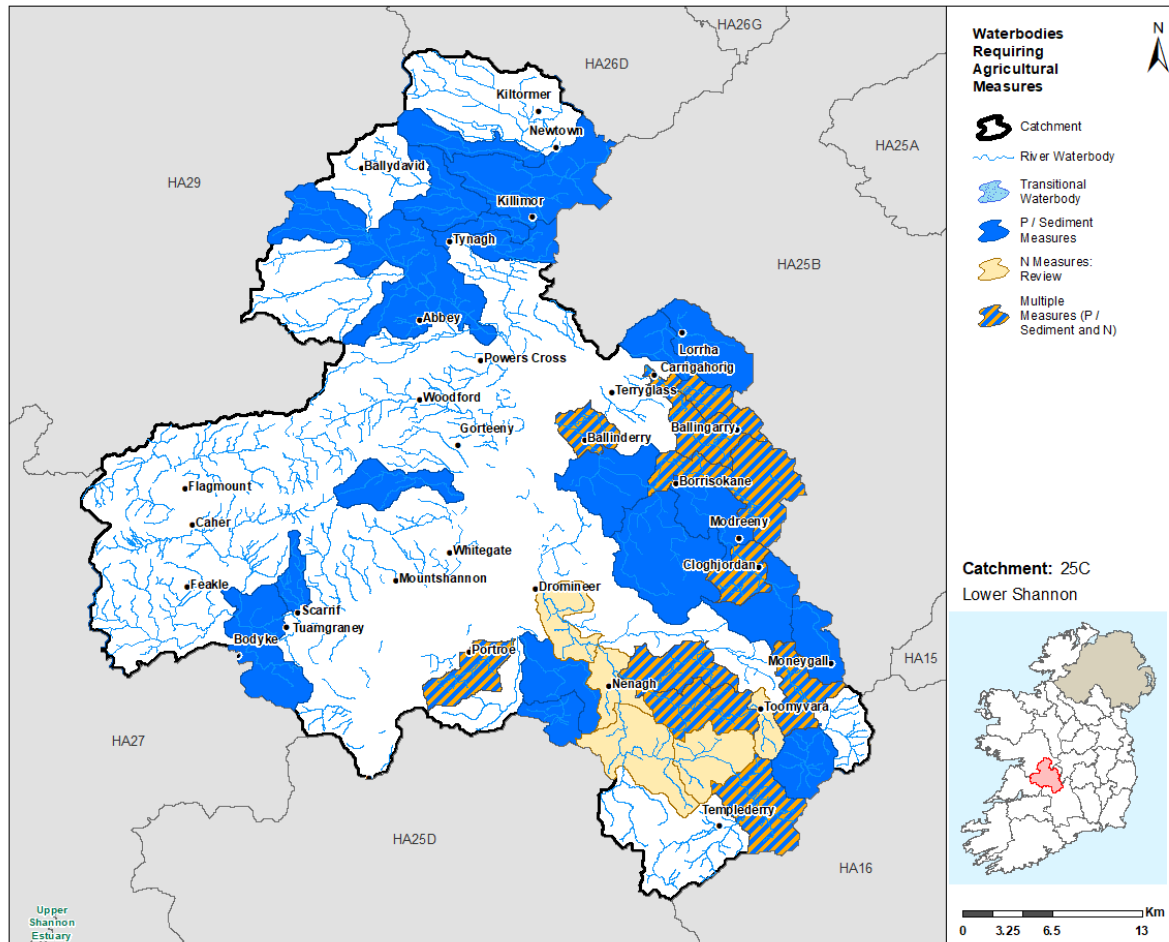 HA26G
HA26D
Kiltormer
Newtown
HA25A
Ballydavid
HA29
Killimor
Tynagh
HA25B
Abbey
Lorrha
Powers Cross
Carrigahorig
Terryglass
Woodford
Ballingarry
Gorteeny
Ballinderry
Borrisokane
Flagmount
Modreeny
Caher
Whitegate
Cloghjordan
Mountshannon
Feakle
Dromineer
Scarrif
Tuamgraney
Bodyke
Portroe
Moneygall
HA15
Nenagh
Toomyvara
HA27
Templederry
HA25D
HA16
Upper
Shannon
Estuary
Waterbodies
Requiring
Agricultural
Measures
N
Catchment
River Waterbody
Transitional
Waterbody
P / Sediment
Measures
N Measures:
Review
Multiple
Measures (P /
Sediment and N)
Catchment: 25C
Lower Shannon
Km
0 3.25 6.5 13